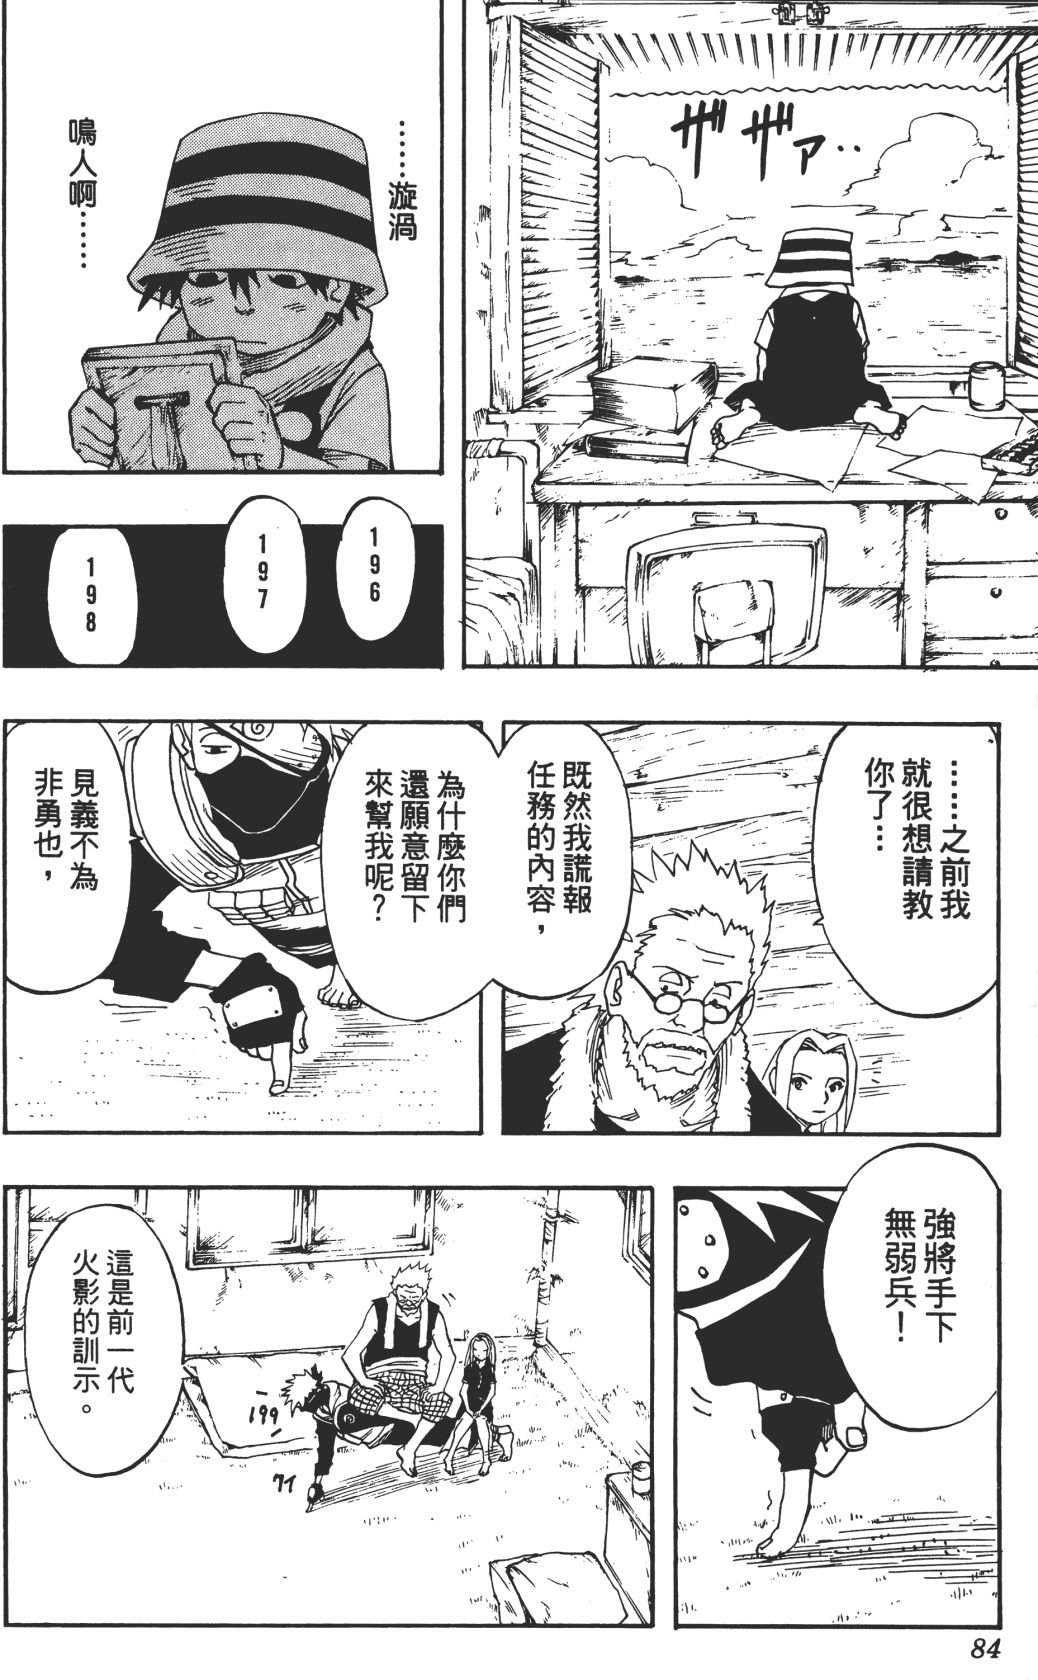 ザザァ‥
……漩渦
鳴人啊……
196
197
198
……之前我
就很想請教
你了…
既然我謊報
任務的內容，
為什麼你們
還願意留下
來幫我呢？
見義不為
非勇也，
強將手下
無弱兵！
199
クイ
這是前一代
火影的訓示。
84